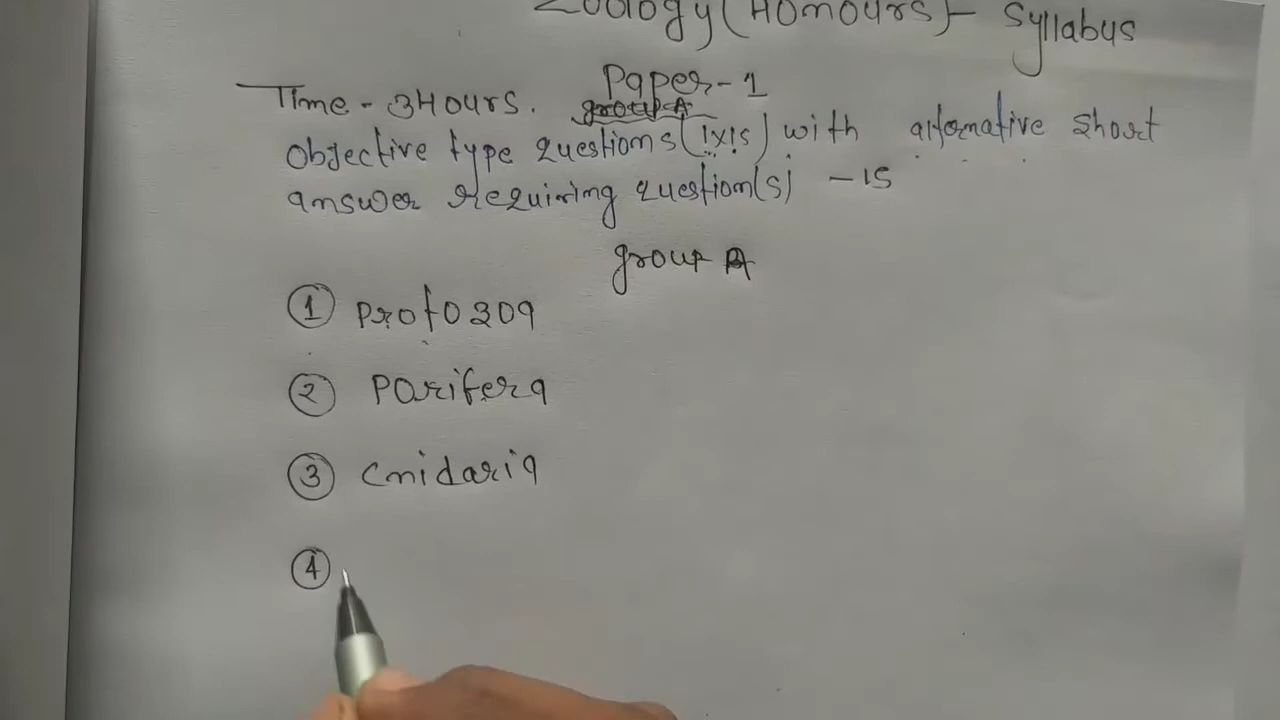 Zoology (Honours) - Syllabus
Paper-1
Time - 3Hours.
group-A
objective type questions (1x15) with alternative short
answer requiring question(s) - 15
group A
① Protozoa
② Porifera
③ Cnidaria
④